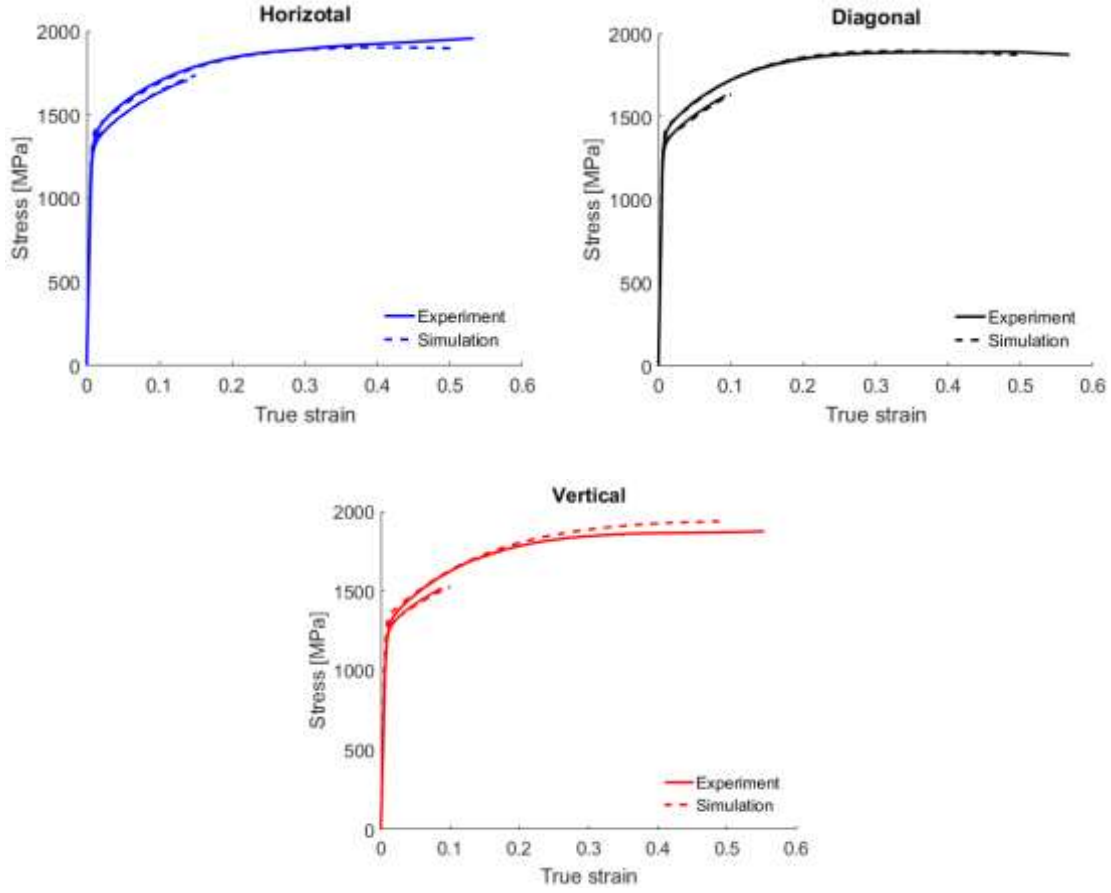 Horizotal
2000
1500
1000
500
0
Stress [MPa]
Experiment
Simulation
0 0.1 0.2 0.3 0.4 0.5 0.6
True strain
Diagonal
2000
1500
1000
500
0
Stress [MPa]
Experiment
Simulation
0 0.1 0.2 0.3 0.4 0.5 0.6
True strain
Vertical
2000
1500
1000
500
0
Stress [MPa]
Experiment
Simulation
0 0.1 0.2 0.3 0.4 0.5 0.6
True strain